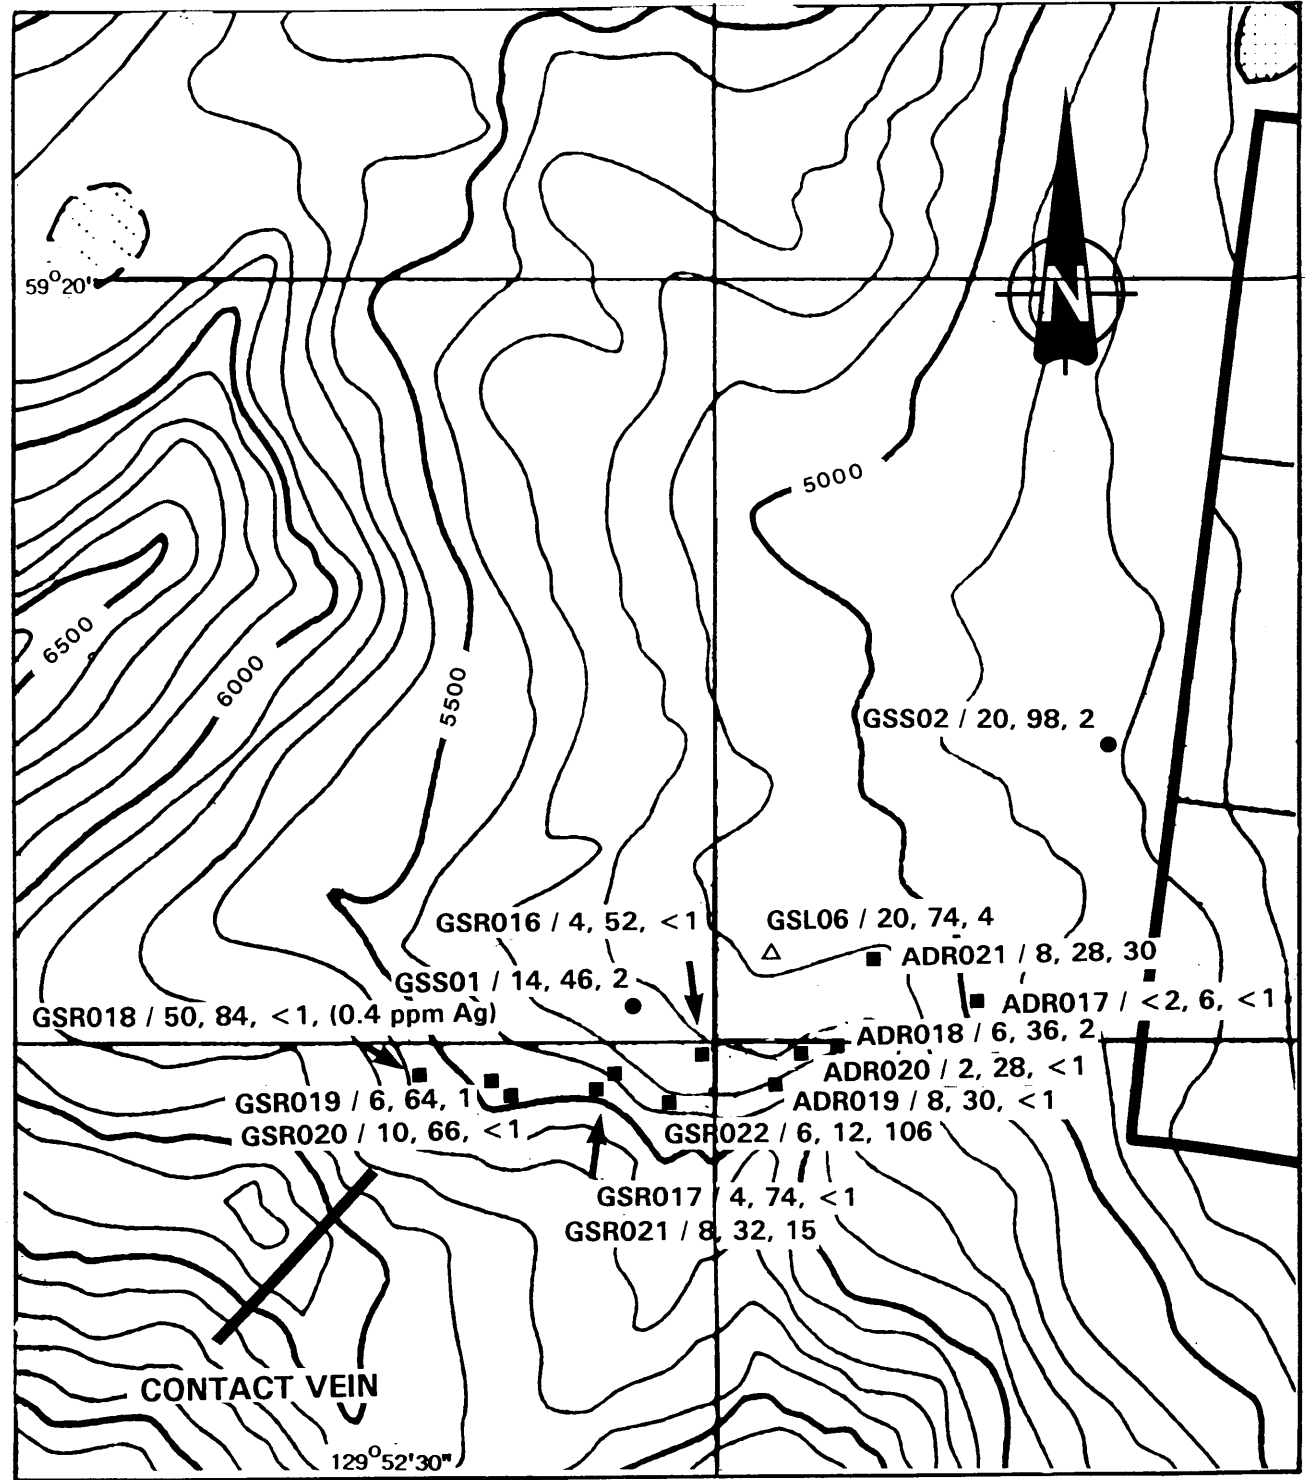 N
59°20'
5000
6500
6000
5500
GSS02 / 20, 98, 2
GSR016 / 4, 52, <1
GSL06 / 20, 74, 4
ADR021 / 8, 28, 30
GSS01 / 14, 46, 2
ADR017 / <2, 6, <1
GSR018 / 50, 84, <1, (0.4 ppm Ag)
ADR018 / 6, 36, 2
ADR020 / 2, 28, <1
GSR019 / 6, 64, 1
ADR019 / 8, 30, <1
GSR020 / 10, 66, <1
GSR022 / 6, 12, 106
GSR017 / 4, 74, <1
GSR021 / 8, 32, 15
CONTACT VEIN
129°52'30"